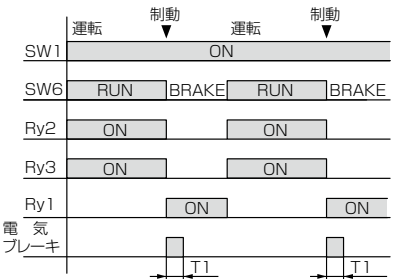 制動 制動
運転 運転
SW1 ON
SW6 RUN BRAKE RUN BRAKE
Ry2 ON ON
Ry3 ON ON
Ry1 ON ON
電 気
ブレーキ
T1 T1